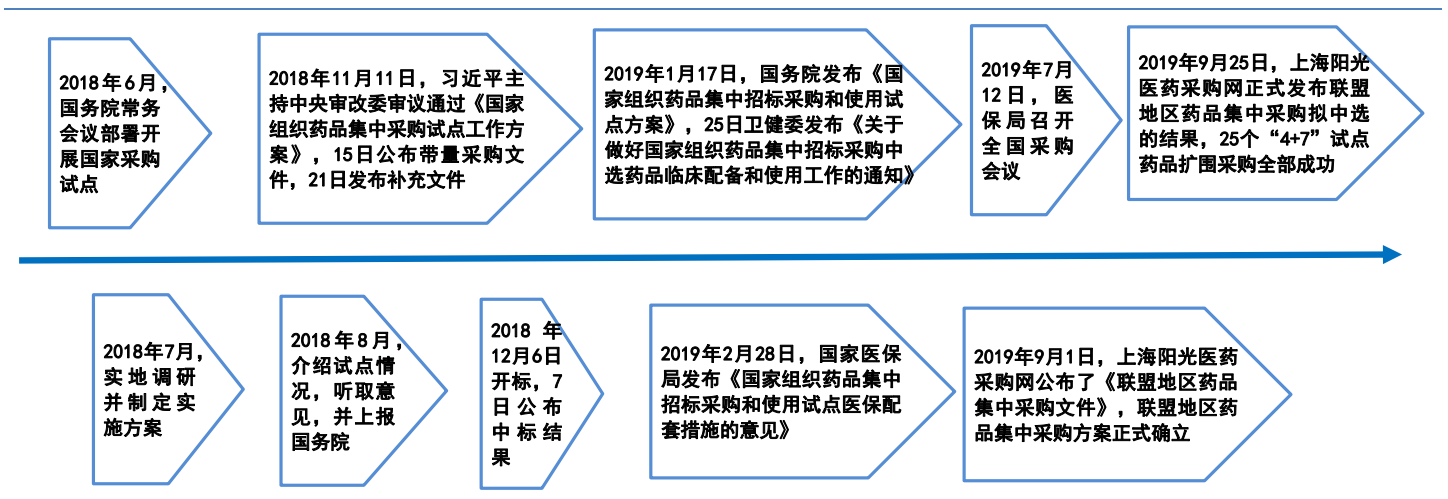 2018年6月，
国务院常务
会议部署开
展国家采购
试点
2018年11月11日，习近平主
持中央审改委审议通过《国家
组织药品集中采购试点工作方
案》，15日公布带量采购文
件，21日发布补充文件
2019年1月17日，国务院发布《国
家组织药品集中招标采购和使用试
点方案》，25日卫健委发布《关于
做好国家组织药品集中招标采购中
选药品临床配备和使用工作的通知》
2019年7月
12日，医
保局召开
全国采购
会议
2019年9月25日，上海阳光
医药采购网正式发布联盟
地区药品集中采购拟中选
的结果，25个“4+7”试点
药品扩围采购全部成功
2018年7月，
实地调研
并制定实
施方案
2018年8月，
介绍试点情
况，听取意
见，并上报
国务院
2018年
12月6日
开标，7
日公布
中标结
果
2019年2月28日，国家医保
局发布《国家组织药品集中
招标采购和使用试点医保配
套措施的意见》
2019年9月1日，上海阳光医药
采购网公布了《联盟地区药品
集中采购文件》，联盟地区药
品集中采购方案正式确立